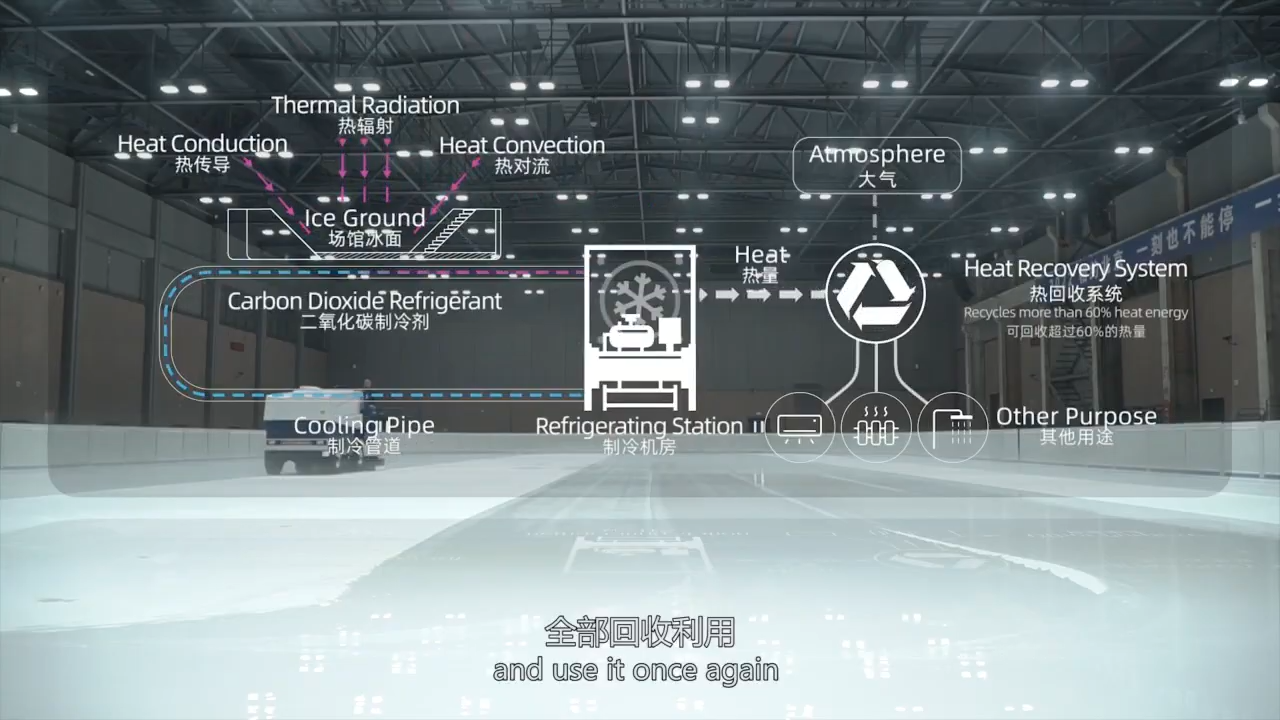 Thermal Radiation
热辐射
Heat Conduction
热传导
Heat Convection
热对流
Atmosphere
大气
Ice Ground
场馆冰面
一刻也不能停 一
Heat
热量
Heat Recovery System
热回收系统
Recycles more than 60% heat energy
可回收超过60%的热量
Carbon Dioxide Refrigerant
二氧化碳制冷剂
Cooling Pipe
制冷管道
Refrigerating Station
制冷机房
Other Purpose
其他用途
全部回收利用
and use it once again